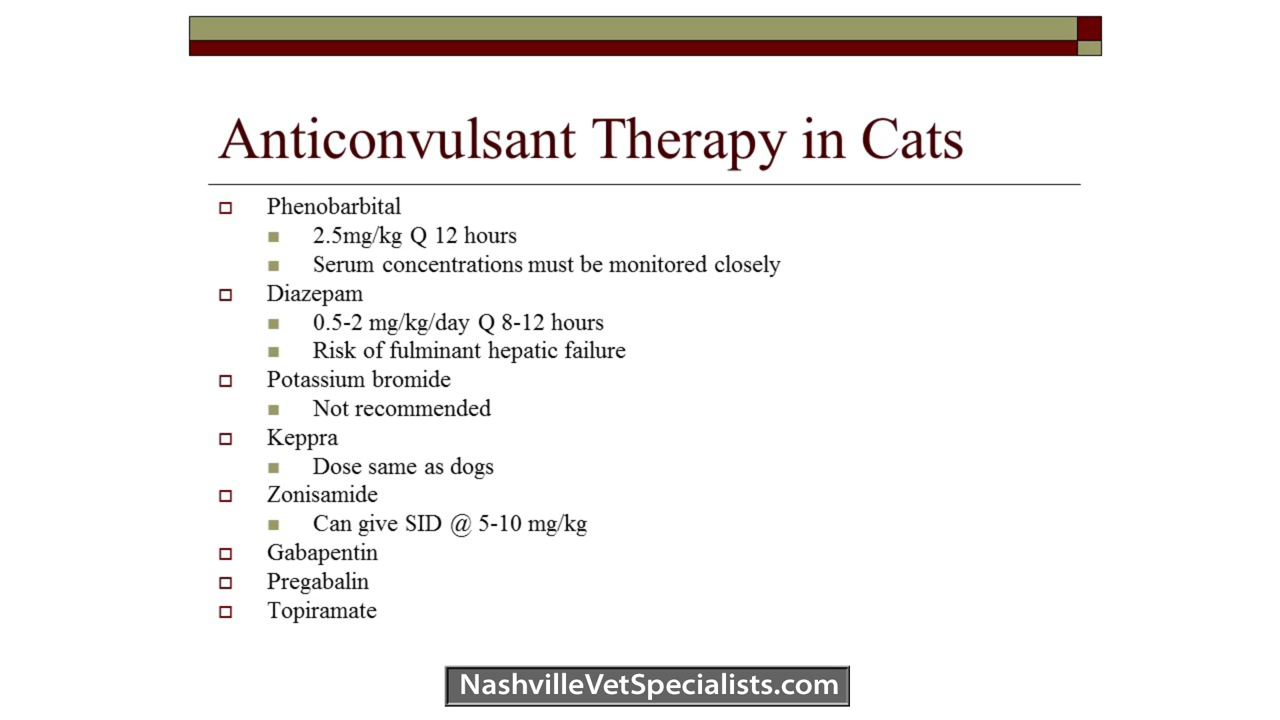 Anticonvulsant Therapy in Cats
Phenobarbital
2.5mg/kg Q 12 hours
Serum concentrations must be monitored closely
Diazepam
0.5-2 mg/kg/day Q 8-12 hours
Risk of fulminant hepatic failure
Potassium bromide
Not recommended
Keppra
Dose same as dogs
Zonisamide
Can give SID @ 5-10 mg/kg
Gabapentin
Pregabalin
Topiramate
NashvilleVetSpecialists.com